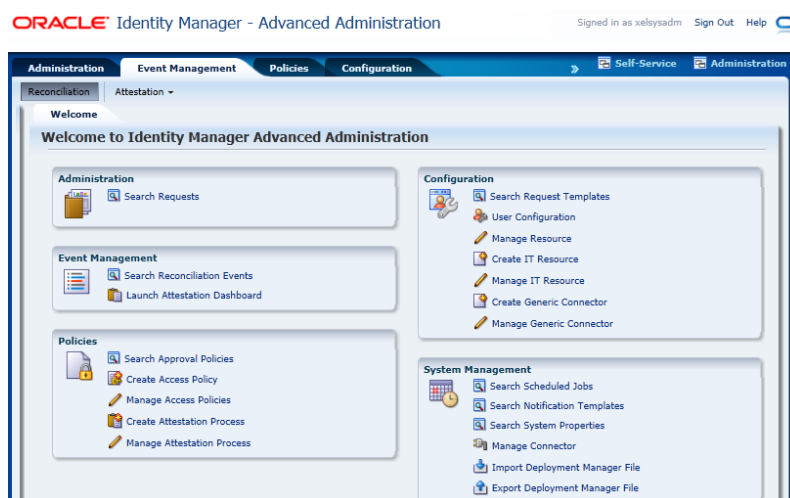 ORACLE Identity Manager - Advanced Administration
Signed in as xelsysadm Sign Out Help
Administration Event Management Policies Configuration » Self-Service Administration
Reconciliation Attestation
Welcome
Welcome to Identity Manager Advanced Administration
Administration
Search Requests
Event Management
Search Reconciliation Events
Launch Attestation Dashboard
Policies
Search Approval Policies
Create Access Policy
Manage Access Policies
Create Attestation Process
Manage Attestation Process
Configuration
Search Request Templates
User Configuration
Manage Resource
Create IT Resource
Manage IT Resource
Create Generic Connector
Manage Generic Connector
System Management
Search Scheduled Jobs
Search Notification Templates
Search System Properties
Manage Connector
Import Deployment Manager File
Export Deployment Manager File